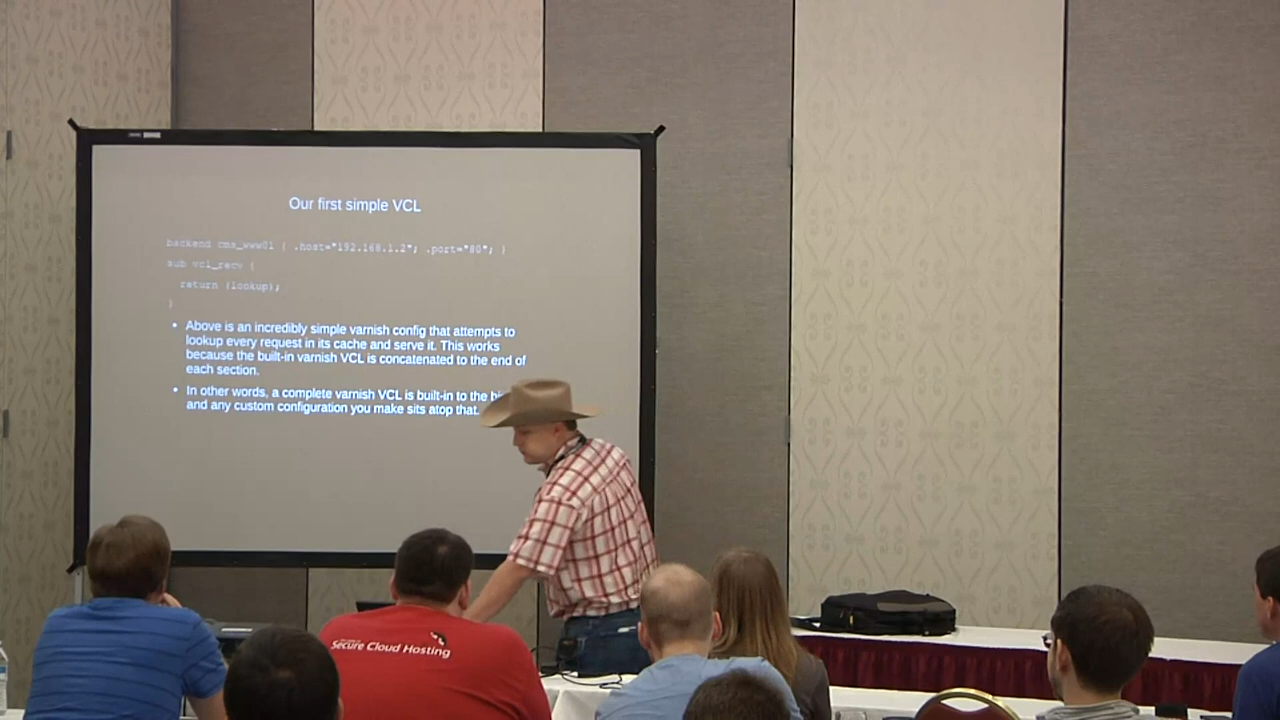 Our first simple VCL
backend cms_www01 { .host="192.168.1.2"; .port="80"; }
sub vcl_recv {
return (lookup);
}
• Above is an incredibly simple varnish config that attempts to
lookup every request in its cache and serve it. This works
because the built-in varnish VCL is concatenated to the end of
each section.
• In other words, a complete varnish VCL is built-in to the
and any custom configuration you make sits atop that.
Secure Cloud Hosting